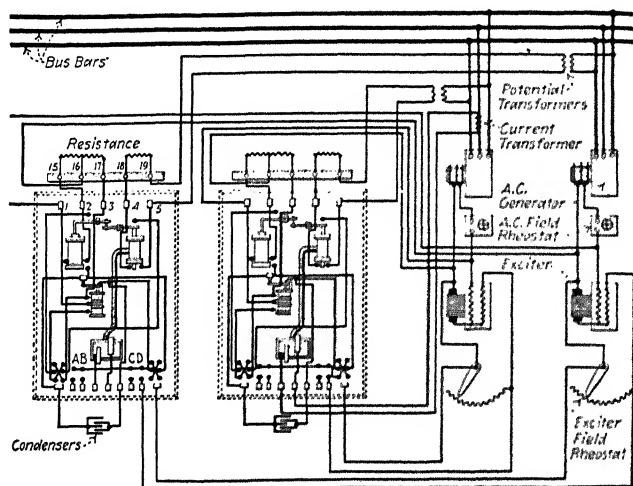 Bus Bars
Potential
Transformers
Current
Transformer
Resistance
15 16 17 18 19
1 2 3 4 5
A.C.
Generator
A.C. Field
Rheostat
Exciter
AB CD
Condensers
Exciter
Field
Rheostat